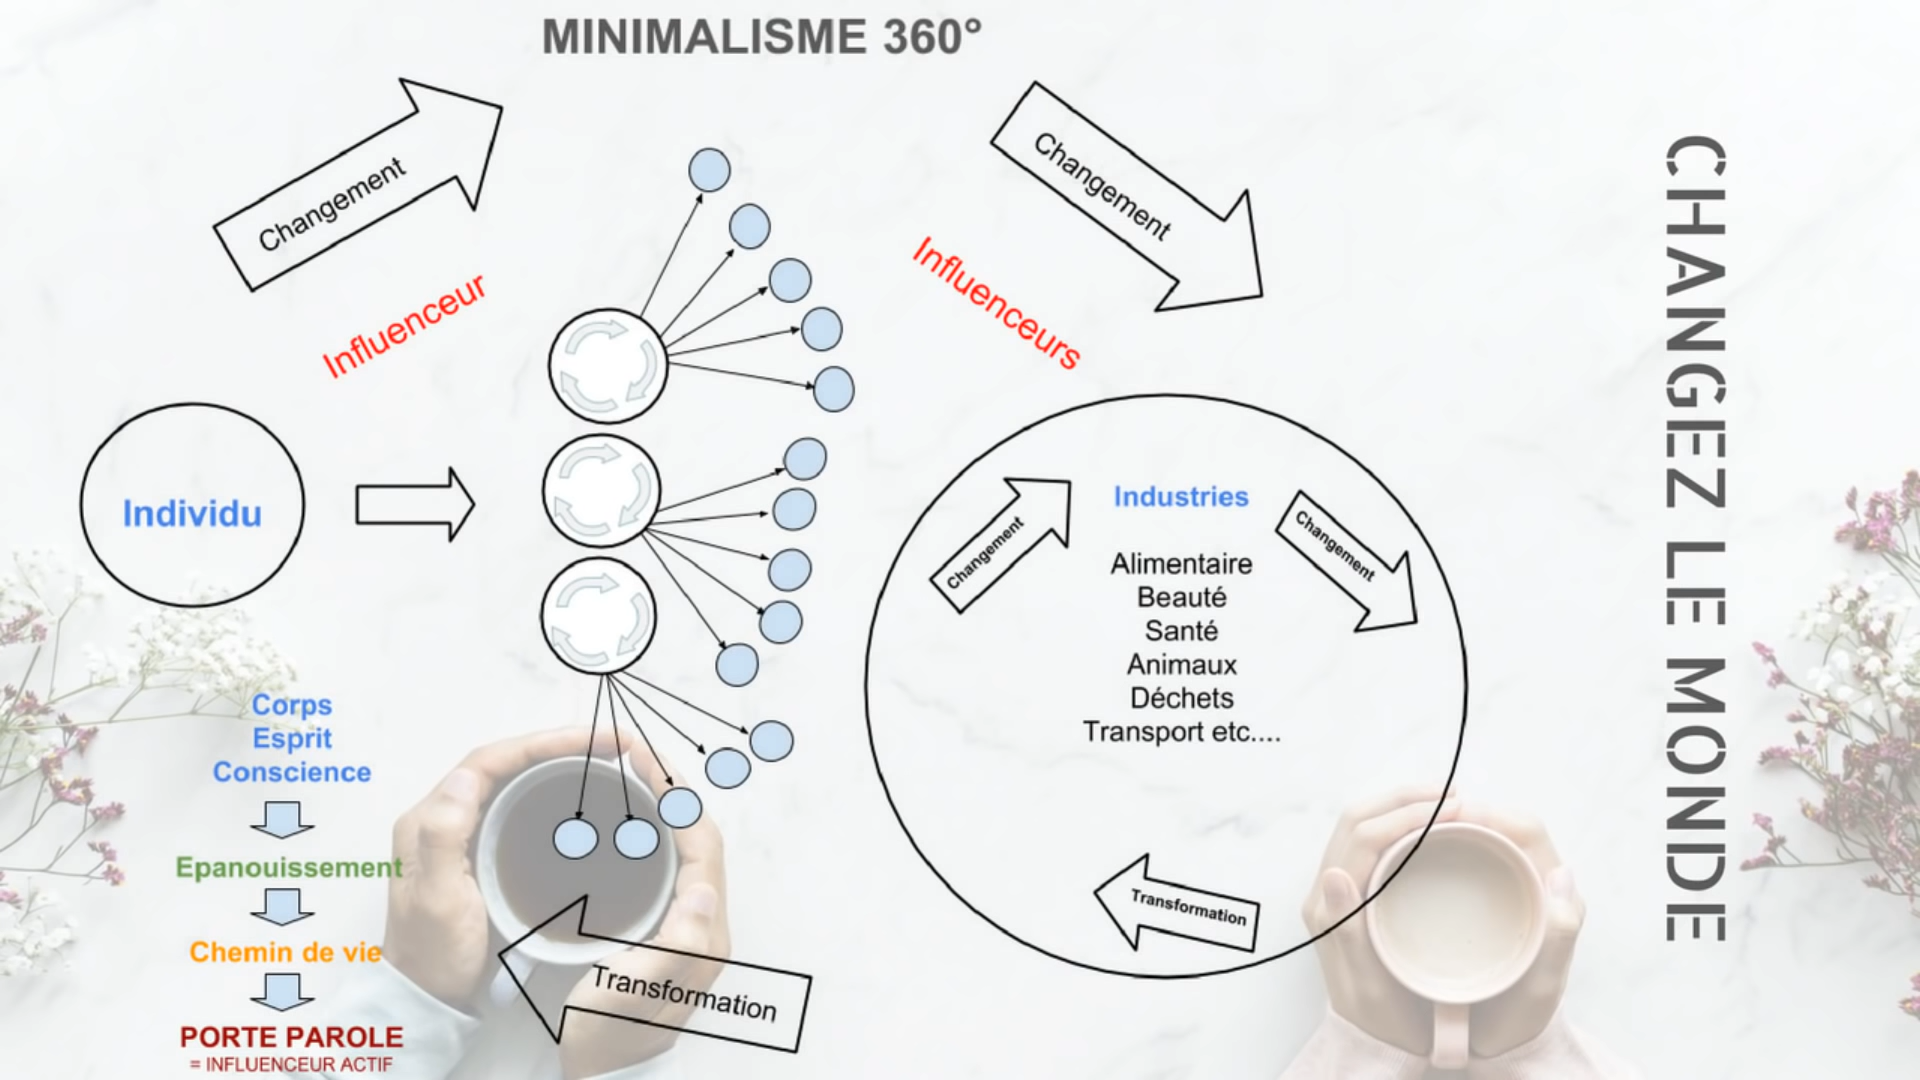 MINIMALISME 360°
Changement
Changement
Influenceur
Influenceurs
Individu
Industries
Changement
Changement
Alimentaire
Beauté
Santé
Animaux
Déchets
Transport etc....
Transformation
Corps
Esprit
Conscience
Epanouissement
Chemin de vie
PORTE PAROLE
= INFLUENCEUR ACTIF
Transformation
CHANGEZ LE MONDE